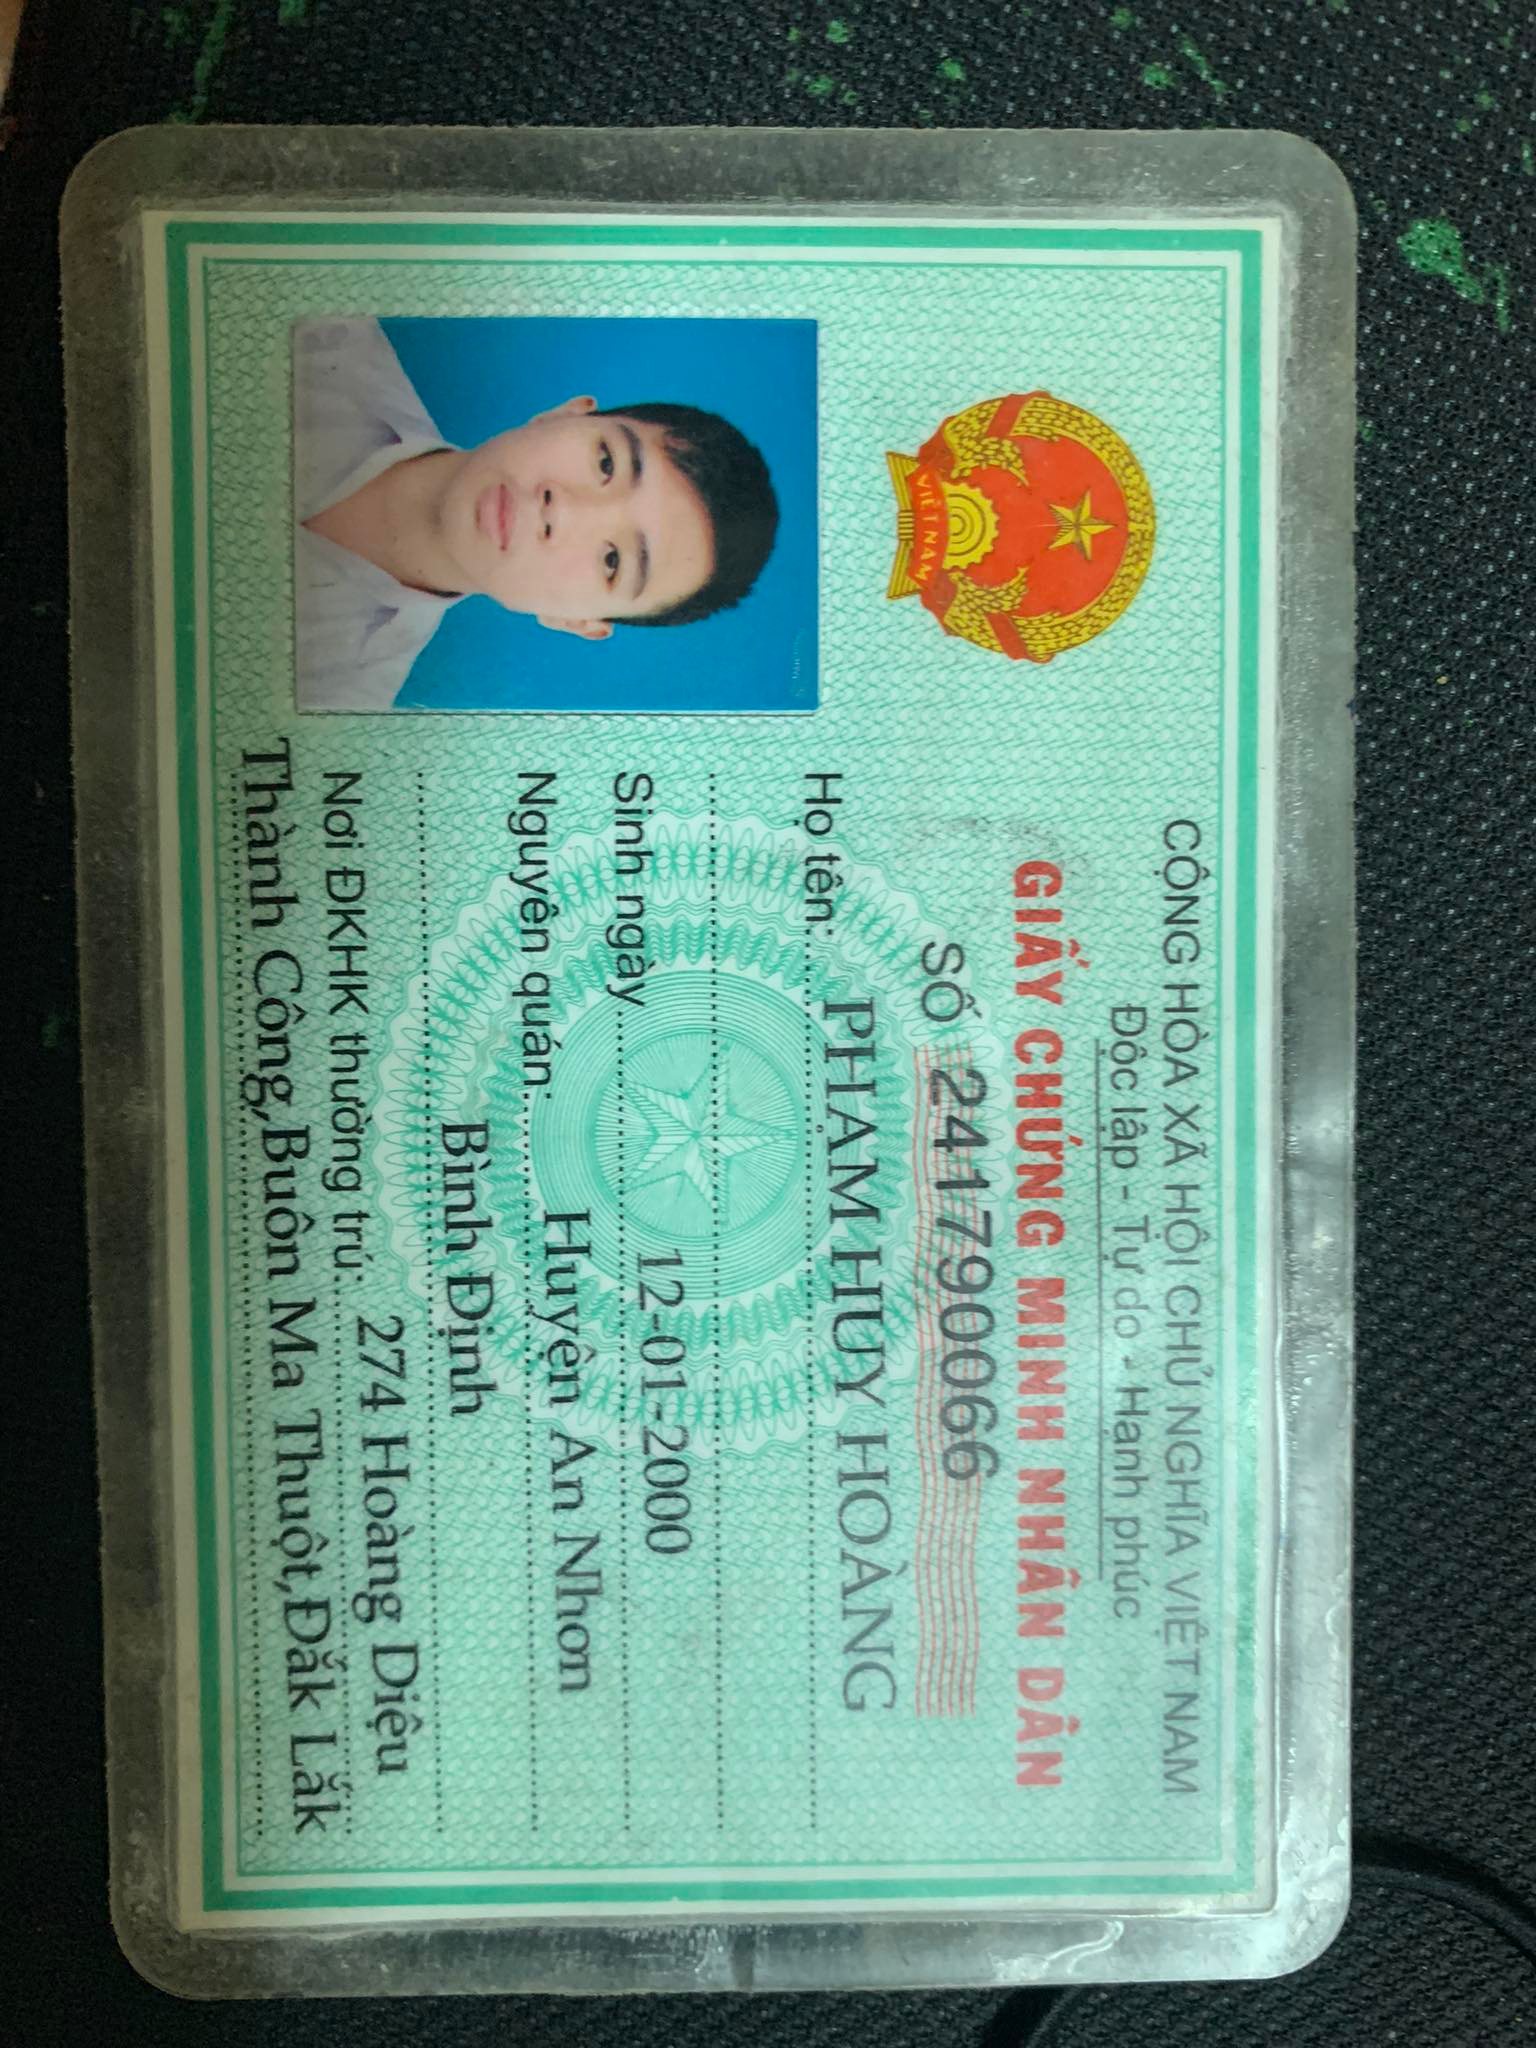 CỘNG HÒA XÃ HỘI CHỦ NGHĨA VIỆT NAM
Độc lập - Tự do - Hạnh phúc
GIẤY CHỨNG MINH NHÂN DÂN
SỐ 241790066
Họ tên: PHẠM HUY HOÀNG
Sinh ngày 12-01-2000
Nguyên quán Huyện An Nhơn
Bình Định
Nơi ĐKHK thường trú 274 Hoàng Diệu
Thành Công,Buôn Ma Thuột,Đắk Lắk
VIỆT NAM